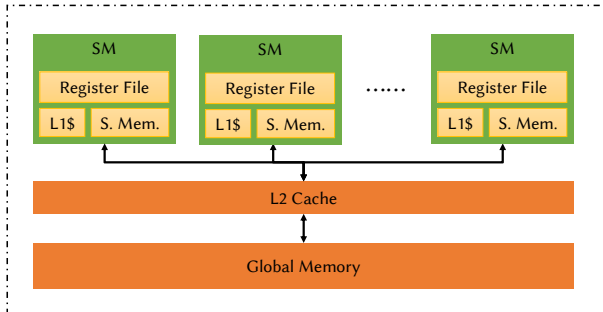 SM SM SM
Register File Register File …… Register File
L1$ S. Mem. L1$ S. Mem. L1$ S. Mem.
L2 Cache
Global Memory